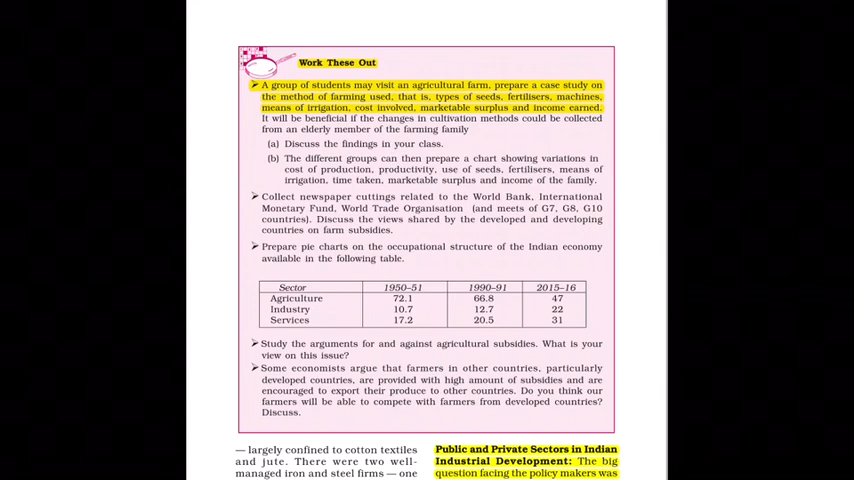 Work These Out
➢ A group of students may visit an agricultural farm, prepare a case study on
the method of farming used, that is, types of seeds, fertilisers, machines,
means of irrigation, cost involved, marketable surplus and income earned.
It will be beneficial if the changes in cultivation methods could be collected
from an elderly member of the farming family
(a) Discuss the findings in your class.
(b) The different groups can then prepare a chart showing variations in
cost of production, productivity, use of seeds, fertilisers, means of
irrigation, time taken, marketable surplus and income of the family.
➢ Collect newspaper cuttings related to the World Bank, International
Monetary Fund, World Trade Organisation (and meets of G7, G8, G10
countries). Discuss the views shared by the developed and developing
countries on farm subsidies.
➢ Prepare pie charts on the occupational structure of the Indian economy
available in the following table.
Sector 1950–51 1990–91 2015–16
Agriculture 72.1 66.8 47
Industry 10.7 12.7 22
Services 17.2 20.5 31
➢ Study the arguments for and against agricultural subsidies. What is your
view on this issue?
➢ Some economists argue that farmers in other countries, particularly
developed countries, are provided with high amount of subsidies and are
encouraged to export their produce to other countries. Do you think our
farmers will be able to compete with farmers from developed countries?
Discuss.
— largely confined to cotton textiles
and jute. There were two well-
managed iron and steel firms — one
Public and Private Sectors in Indian
Industrial Development: The big
question facing the policy makers was